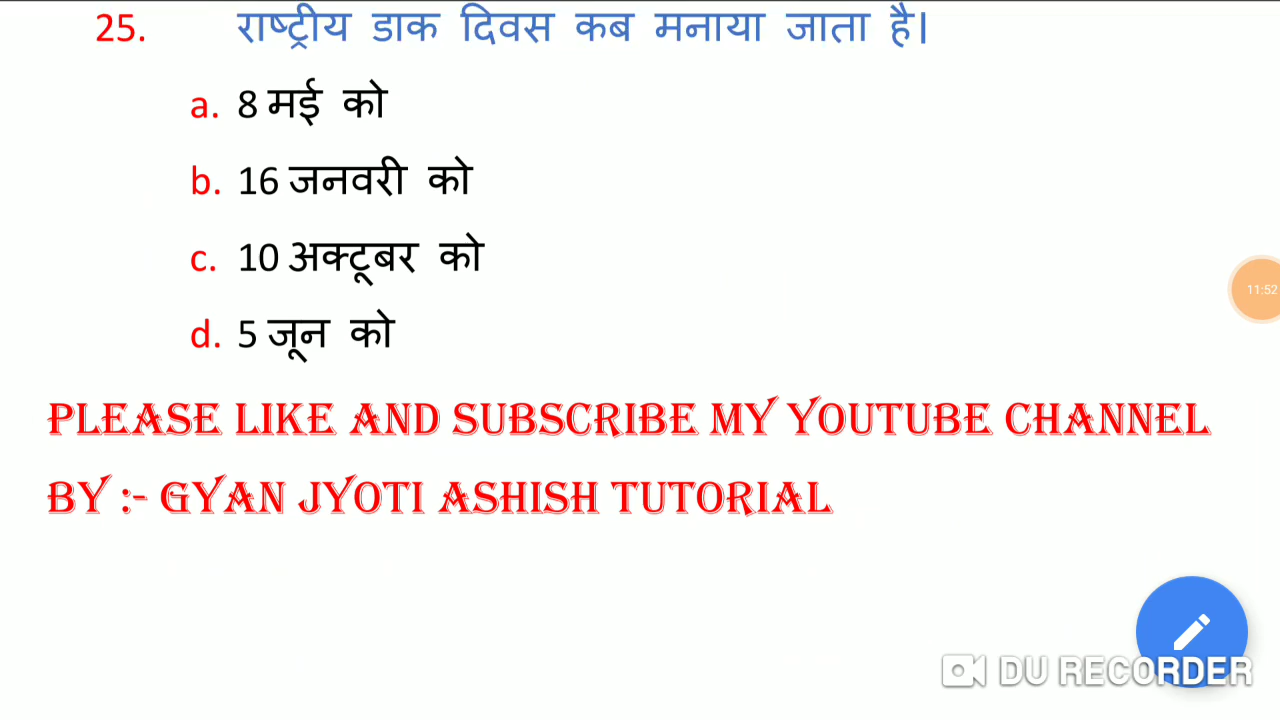 25. राष्ट्रीय डाक दिवस कब मनाया जाता है।
a. 8 मई को
b. 16 जनवरी को
c. 10 अक्टूबर को
11:52
d. 5 जून को
PLEASE LIKE AND SUBSCRIBE MY YOUTUBE CHANNEL
BY :- GYAN JYOTI ASHISH TUTORIAL
DU RECORDER